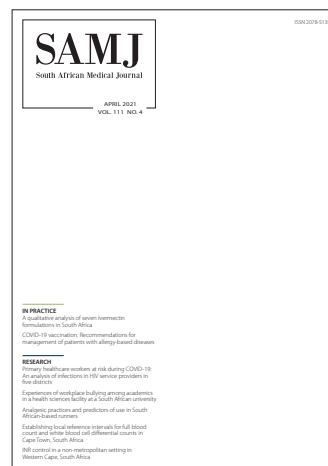 ISSN 2078-513
SAMJ
South African Medical Journal
APRIL 2021
VOL. 111 NO. 4
IN PRACTICE
A qualitative analysis of seven ivermectin
formulations in South Africa
COVID-19 vaccination: Recommendations for
management of patients with allergy-based diseases
RESEARCH
Primary healthcare workers at risk during COVID-19:
An analysis of infections in HIV service providers in
five districts
Experiences of workplace bullying among academics
in a health sciences facility at a South African university
Analgesic practices and predictors of use in South
African-based runners
Establishing local reference intervals for full blood
count and white blood cell differential counts in
Cape Town, South Africa
INR control in a non-metropolitan setting in
Western Cape, South Africa